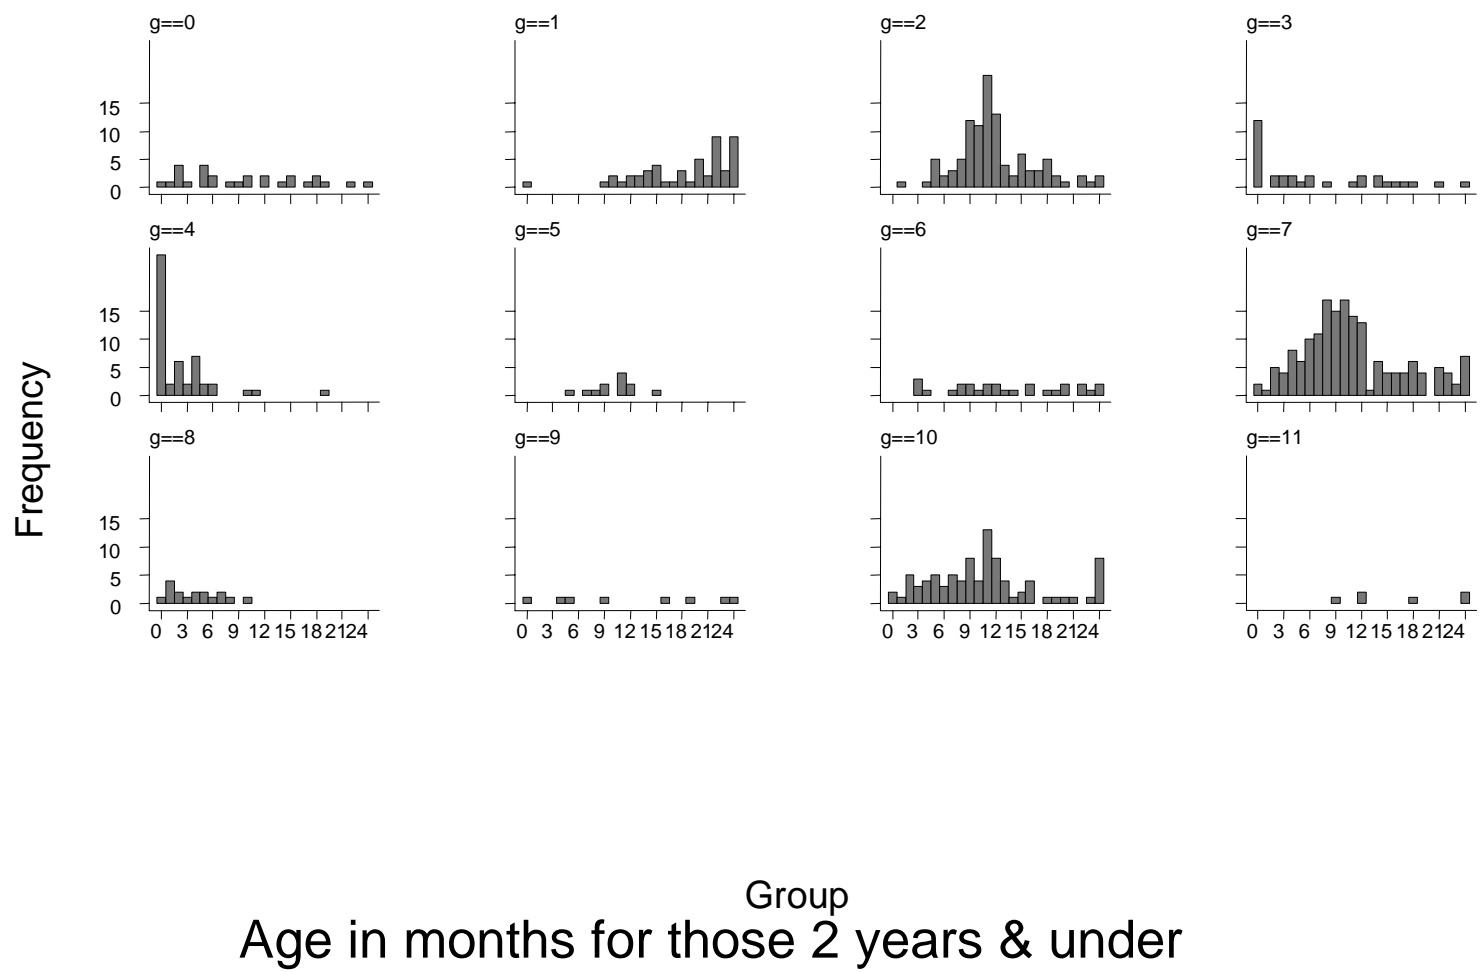 g==0 g==1 g==2 g==3
15
10
5
0
g==4 g==5 g==6 g==7
15
10
5
0
g==8 g==9 g==10 g==11
15
10
5
0
0 3 6 9 12 15 18 21 24 0 3 6 9 12 15 18 21 24 0 3 6 9 12 15 18 21 24 0 3 6 9 12 15 18 21 24
Frequency
Group
Age in months for those 2 years & under